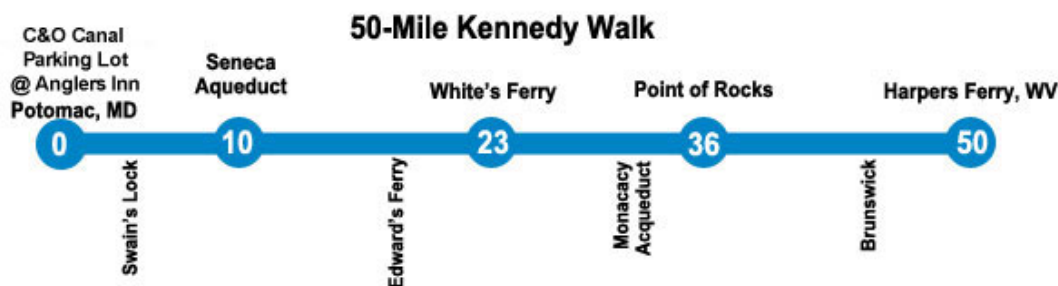 50-Mile Kennedy Walk
C&O Canal
Parking Lot
@ Anglers Inn
Potomac, MD
Seneca
Aqueduct
White's Ferry
Point of Rocks
Harpers Ferry, WV
0
10
23
36
50
Swain's Lock
Edward's Ferry
Monacacy
Acqueduct
Brunswick